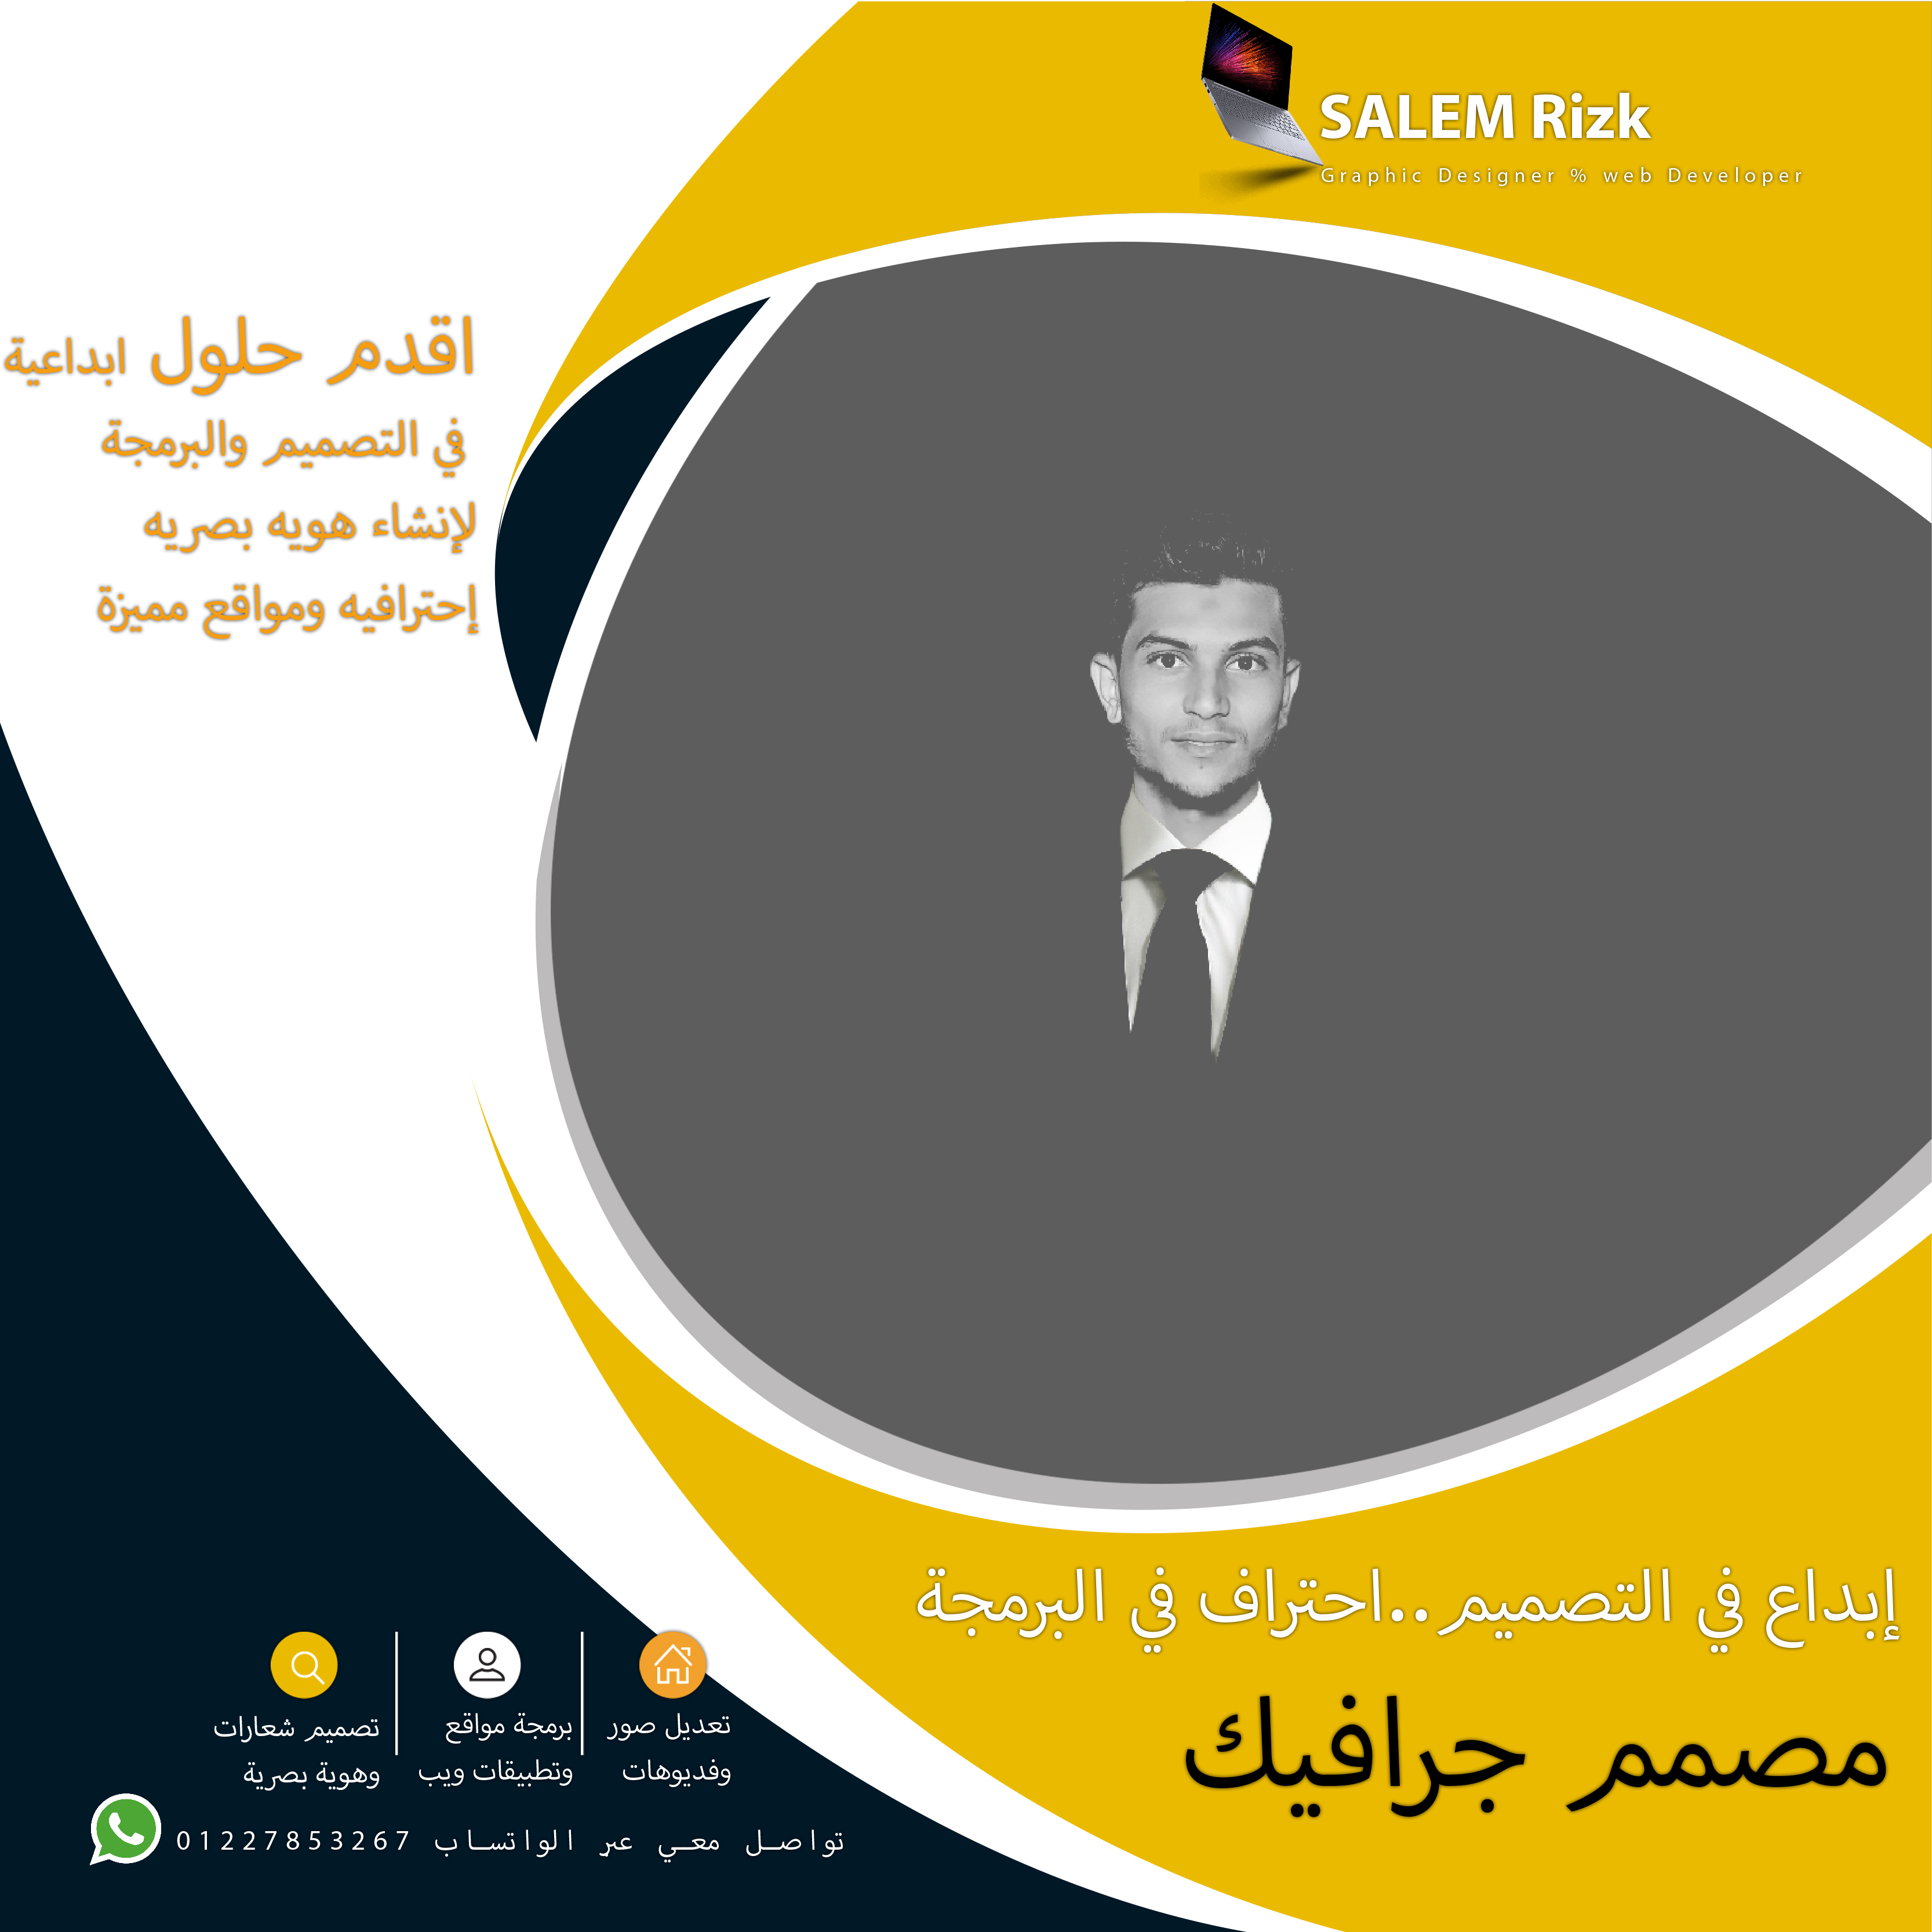 SALEM Rizk
Graphic Designer % web Developer
اقدم حلول ابداعية
في التصميم والبرمجة
لإنشاء هويه بصريه
إحترافيه ومواقع مميزة
إبداع في التصميم..احتراف في البرمجة
مصمم جرافيك
تعديل صور
وفديوهات
برمجة مواقع
وتطبيقات ويب
تصميم شعارات
وهوية بصرية
تواصل معي عبر الواتساب 01227853267